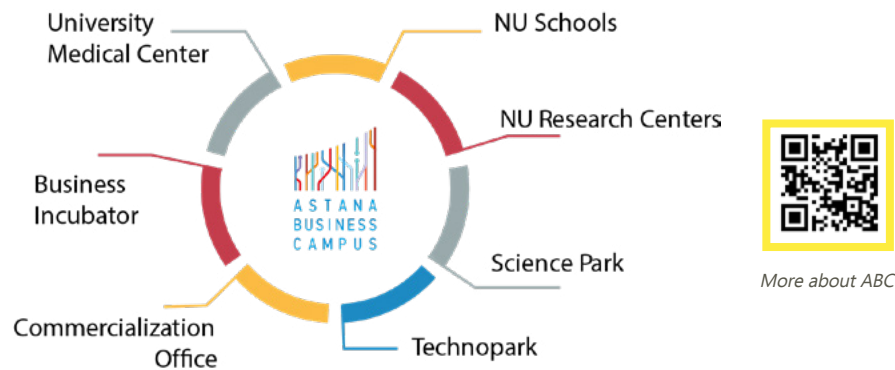 University
Medical Center
NU Schools
NU Research Centers
Business
Incubator
ASTANA
BUSINESS
CAMPUS
Science Park
More about ABC
Commercialization
Office
Technopark